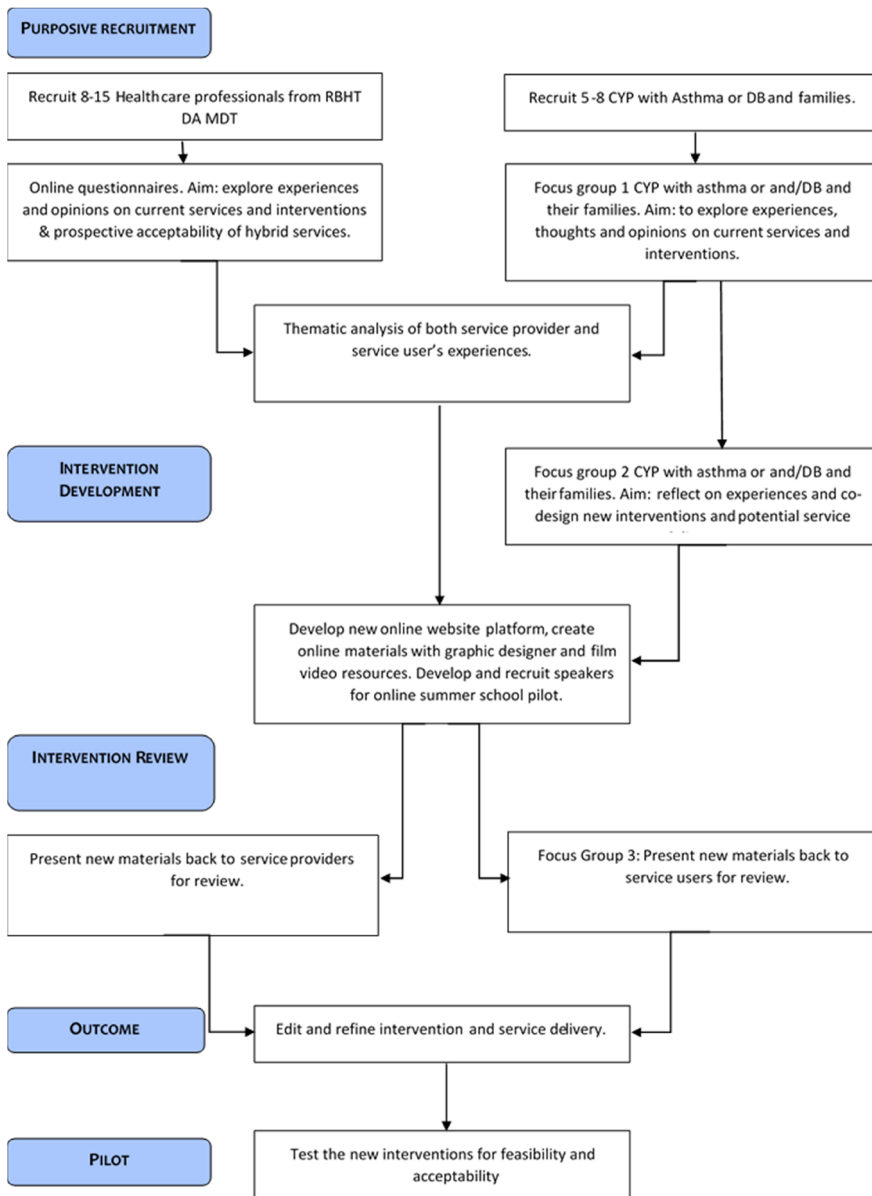 PURPOSIVE RECRUITMENT
Recruit 8-15 Healthcare professionals from RBHT
DA MDT
Recruit 5-8 CYP with Asthma or DB and families.
Online questionnaires. Aim: explore experiences
and opinions on current services and interventions
& prospective acceptability of hybrid services.
Focus group 1 CYP with asthma or and/DB and
their families. Aim: to explore experiences,
thoughts and opinions on current services and
interventions.
Thematic analysis of both service provider and
service user's experiences.
INTERVENTION
DEVELOPMENT
Focus group 2 CYP with asthma or and/DB and
their families. Aim: reflect on experiences and co-
design new interventions and potential service
Develop new online website platform, create
online materials with graphic designer and film
video resources. Develop and recruit speakers
for online summer school pilot.
INTERVENTION REVIEW
Present new materials back to service providers
for review.
Focus Group 3: Present new materials back to
service users for review.
OUTCOME
Edit and refine intervention and service delivery.
PILOT
Test the new interventions for feasibility and
acceptability